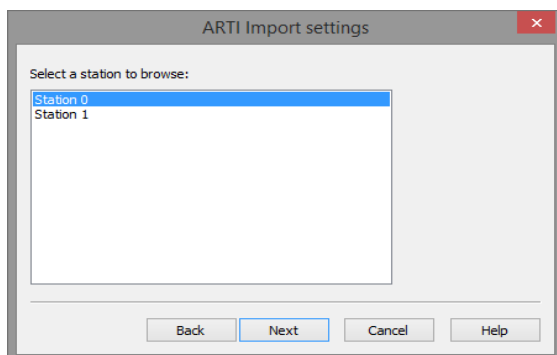 ARTI Import settings
Select a station to browse:
Station 0
Station 1
Back Next Cancel Help